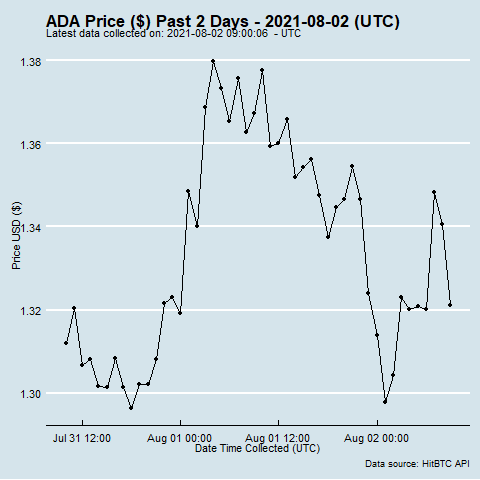 ADA Price ($) Past 2 Days - 2021-08-02 (UTC)
Latest data collected on: 2021-08-02 09:00:06  - UTC
1.38
1.36
1.34
1.32
1.30
Price USD ($)
Jul 31 12:00
Aug 01 00:00
Aug 01 12:00
Aug 02 00:00
Date Time Collected (UTC)
Data source: HitBTC API